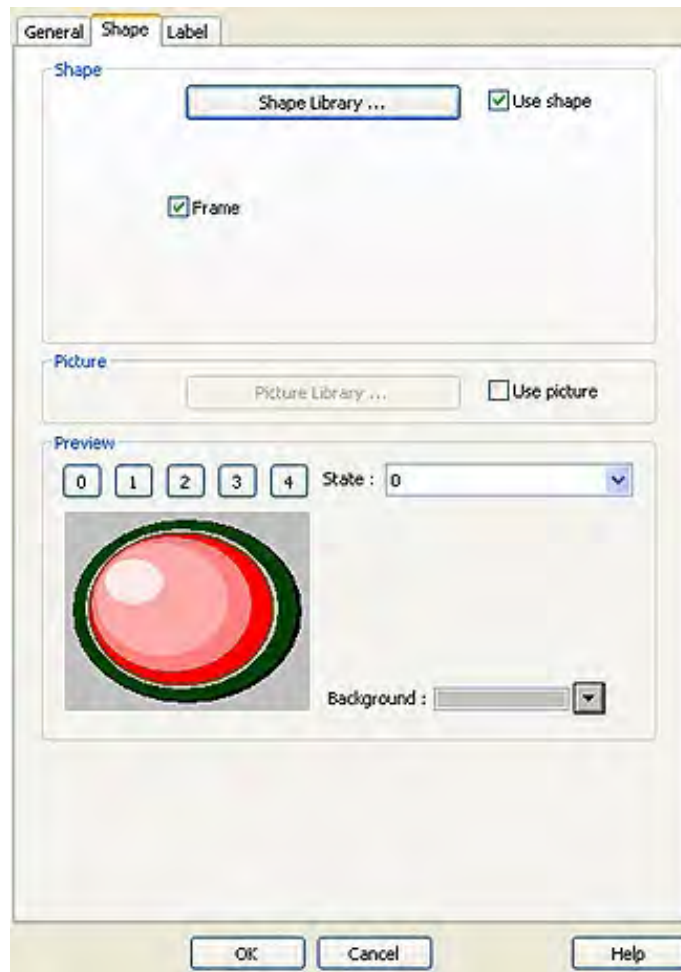 General Shape Label
Shape
Shape Library ... Use shape
Frame
Picture
Picture Library ... Use picture
Preview
0 1 2 3 4 State : 0
Background :
OK Cancel Help